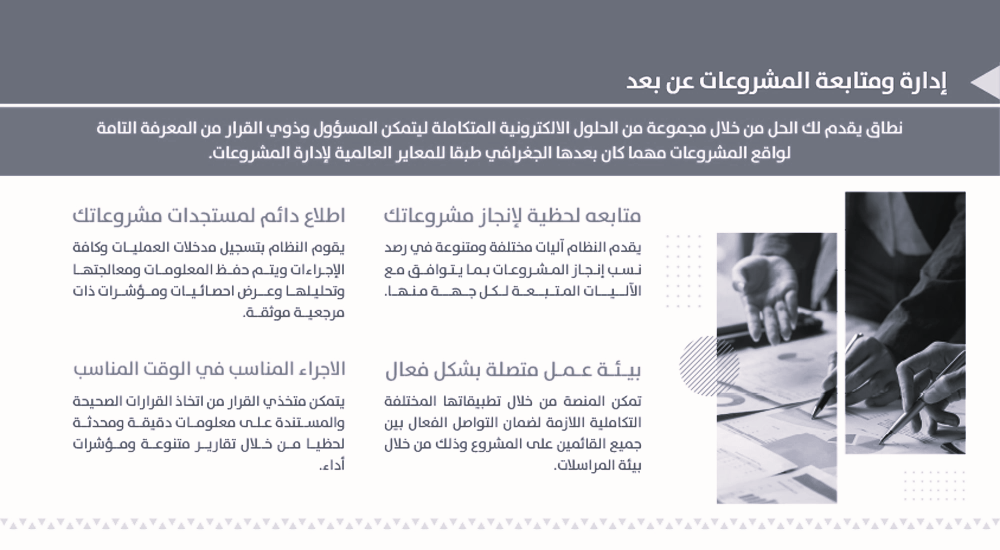 إدارة ومتابعة المشروعات عن بعد
نطاق يقدم لك الحل من خلال مجموعة من الحلول الالكترونية المتكاملة ليتمكن المسؤول وذوي القرار من المعرفة التامة
لواقع المشروعات مهما كان بعدها الجغرافي طبقا للمعاير العالمية لإدارة المشروعات.
متابعه لحظية لإنجاز مشروعاتك
يقدم النظام آليات مختلفة ومتنوعة في رصد
نسب إنجاز المشروعات بما يتوافق مع
الآليات المتبعة لكل جهة منها.
اطلاع دائم لمستجدات مشروعاتك
يقوم النظام بتسجيل مدخلات العمليات وكافة
الإجراءات ويتم حفظ المعلومات ومعالجتها
وتحليلها وعرض احصائيات ومؤشرات ذات
مرجعية موثقة.
بيئة عمل متصلة بشكل فعال
تمكن المنصة من خلال تطبيقاتها المختلفة
التكاملية اللازمة لضمان التواصل الفعال بين
جميع القائمين على المشروع وذلك من خلال
بيئة المراسلات.
الاجراء المناسب في الوقت المناسب
يتمكن متخذي القرار من اتخاذ القرارات الصحيحة
والمستندة على معلومات دقيقة ومحدثة
لحظيا من خلال تقارير متنوعة ومؤشرات
أداء.